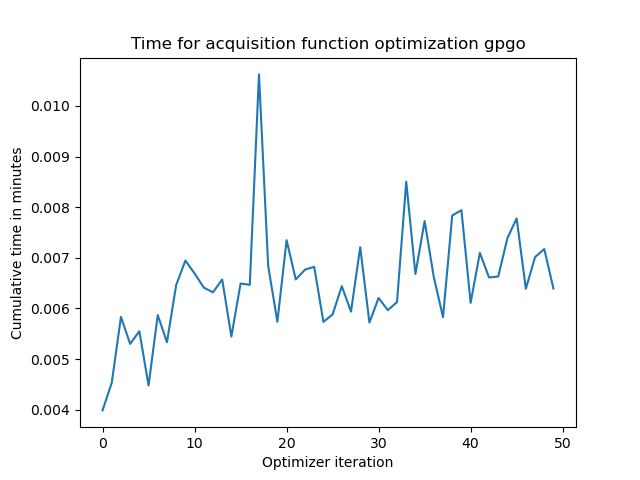 Time for acquisition function optimization gpgo
0.010
0.009
0.008
0.007
0.006
0.005
0.004
Cumulative time in minutes
0 10 20 30 40 50
Optimizer iteration